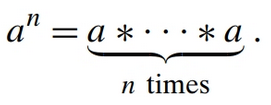 aⁿ = a ∗ · · · ∗ a .
n times